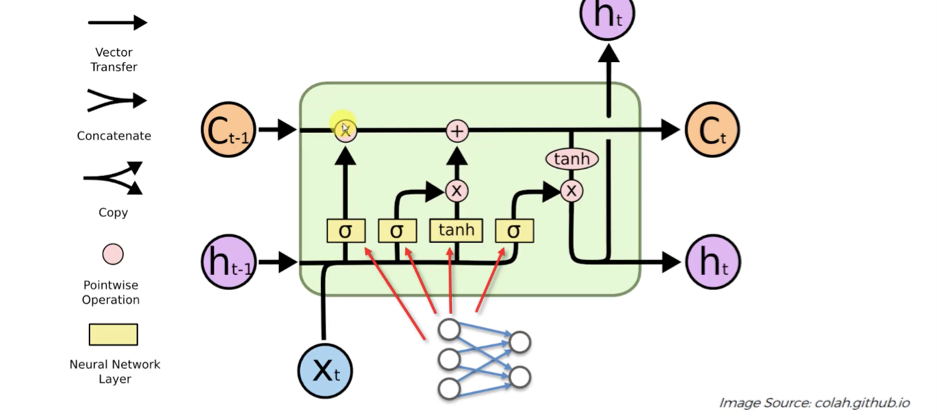 ht
Vector
Transfer
Concatenate
Copy
Pointwise
Operation
Neural Network
Layer
Ct-1
x
+
Ct
tanh
x
x
σ
σ
tanh
σ
ht-1
ht
Xt
Image Source: colah.github.io